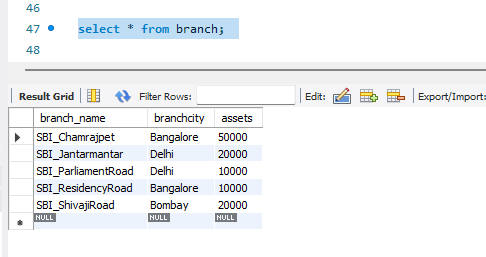 46
47 select * from branch;
48
Result Grid Filter Rows: Edit: Export/Import:
branch_name branchcity assets
SBI_Chamrajpet Bangalore 50000
SBI_Jantarmantar Delhi 20000
SBI_ParliamentRoad Delhi 10000
SBI_ResidencyRoad Bangalore 10000
SBI_ShivajiRoad Bombay 20000
NULL NULL NULL